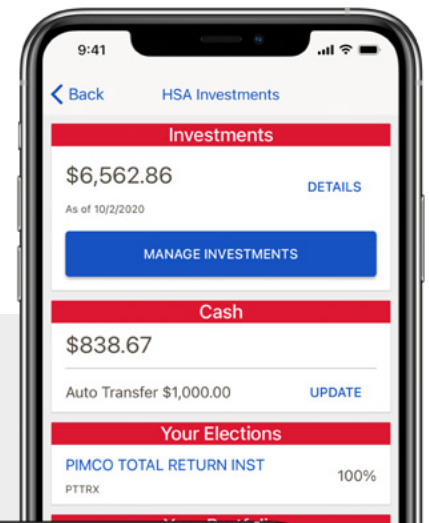 9:41
Back HSA Investments
Investments
$6,562.86 DETAILS
As of 10/2/2020
MANAGE INVESTMENTS
Cash
$838.67
Auto Transfer $1,000.00 UPDATE
Your Elections
PIMCO TOTAL RETURN INST 100%
PTTRX